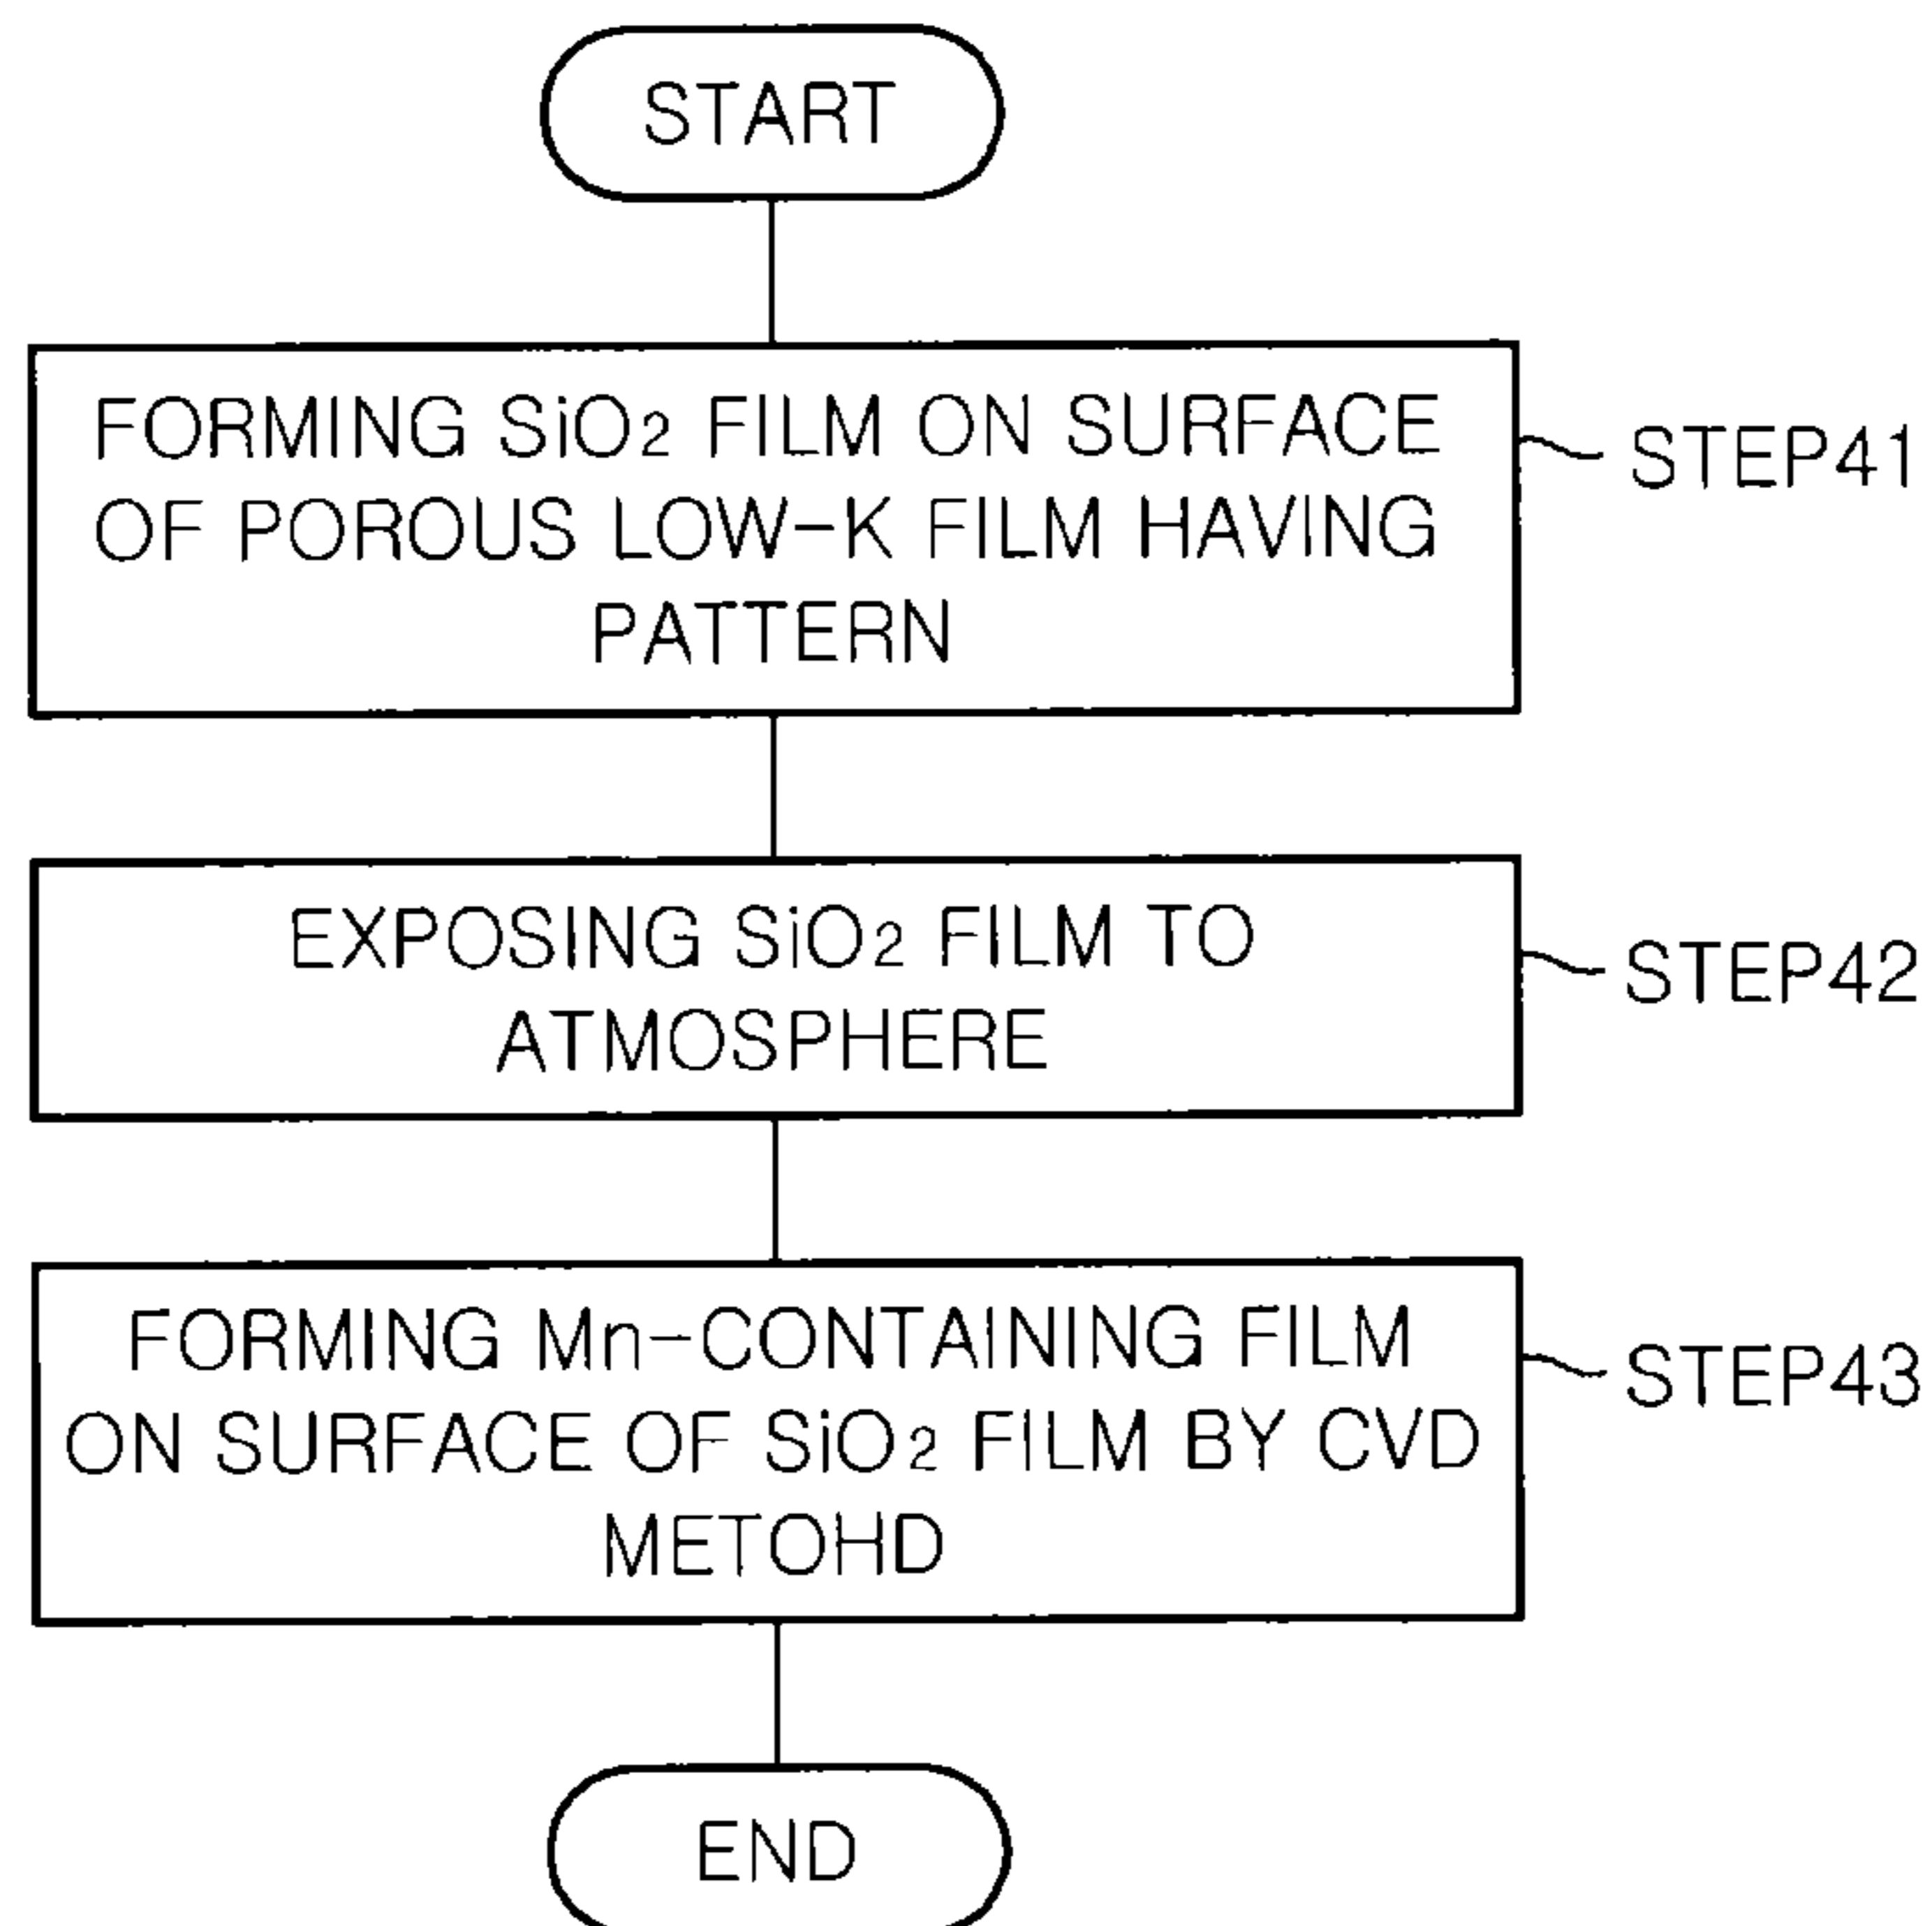 START
FORMING SiO2 FILM ON SURFACE
OF POROUS LOW-K FILM HAVING
PATTERN
STEP41
EXPOSING SiO2 FILM TO
ATMOSPHERE
STEP42
FORMING Mn-CONTAINING FILM
ON SURFACE OF SiO2 FILM BY CVD
METOHD
STEP43
END